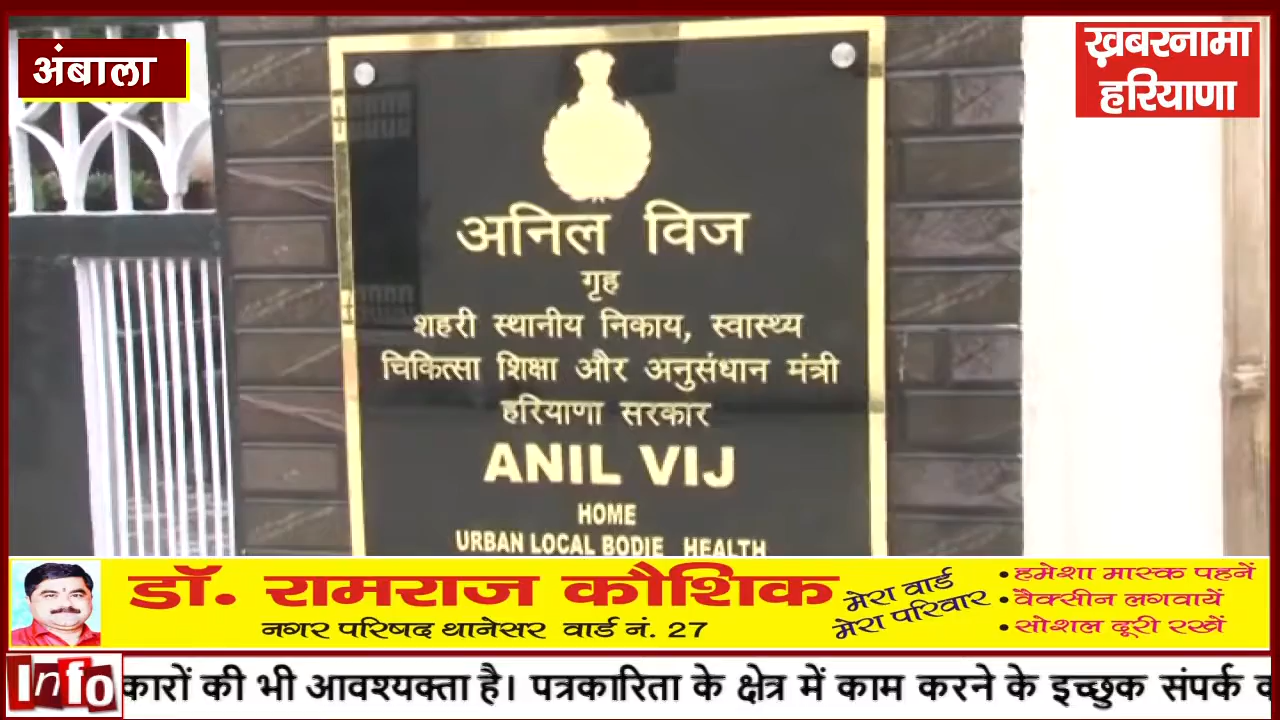 अंबाला
ख़बरनामा
हरियाणा
अनिल विज
गृह
शहरी स्थानीय निकाय, स्वास्थ्य
चिकित्सा शिक्षा और अनुसंधान मंत्री
हरियाणा सरकार
ANIL VIJ
HOME
URBAN LOCAL BODIE HEALTH
डॉ. रामराज कौशिक
नगर परिषद थानेसर वार्ड नं. 27
मेरा वार्ड
मेरा परिवार
• हमेशा मास्क पहनें
• वैक्सीन लगवायें
• सोशल दूरी रखें
Info
कारों की भी आवश्यक्ता है। पत्रकारिता के क्षेत्र में काम करने के इच्छुक संपर्क